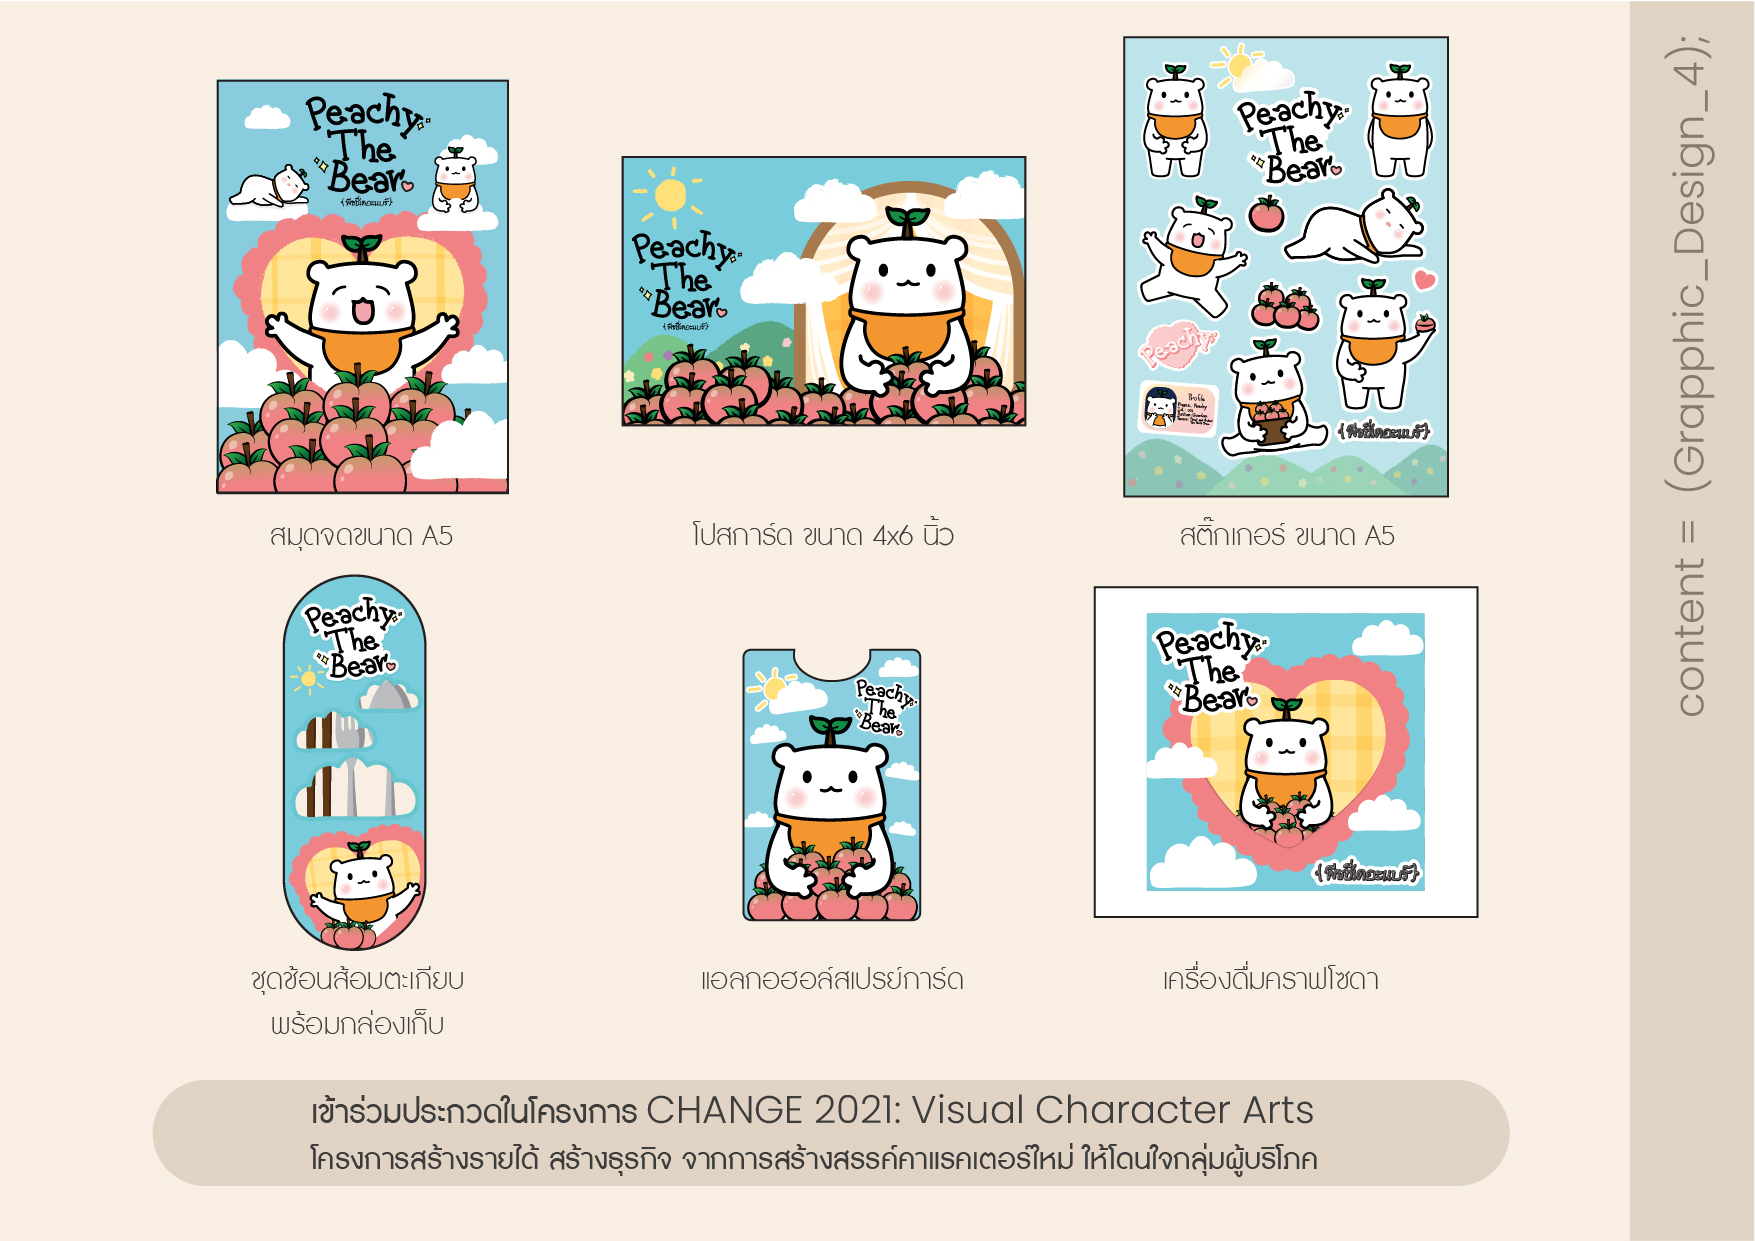 Peachy
The
Bear
{พีชชี่เดอะแบร์}
สมุดจดขนาด A5
Peachy
The
Bear
{พีชชี่เดอะแบร์}
โปสการ์ด ขนาด 4x6 นิ้ว
Peachy
The
Bear
Peachy
Profile
{พีชชี่เดอะแบร์}
สติ๊กเกอร์ ขนาด A5
Peachy
The
Bear
ชุดช้อนส้อมตะเกียบ
พร้อมกล่องเก็บ
Peachy
The
Bear
แอลกอฮอล์สเปรย์การ์ด
Peachy
The
Bear
{พีชชี่เดอะแบร์}
เครื่องดื่มคราฟโซดา
เข้าร่วมประกวดในโครงการ CHANGE 2021: Visual Character Arts
โครงการสร้างรายได้ สร้างธุรกิจ จากการสร้างสรรค์คาแรคเตอร์ใหม่ ให้โดนใจกลุ่มผู้บริโภค
content = (Grapphic_Design_4);